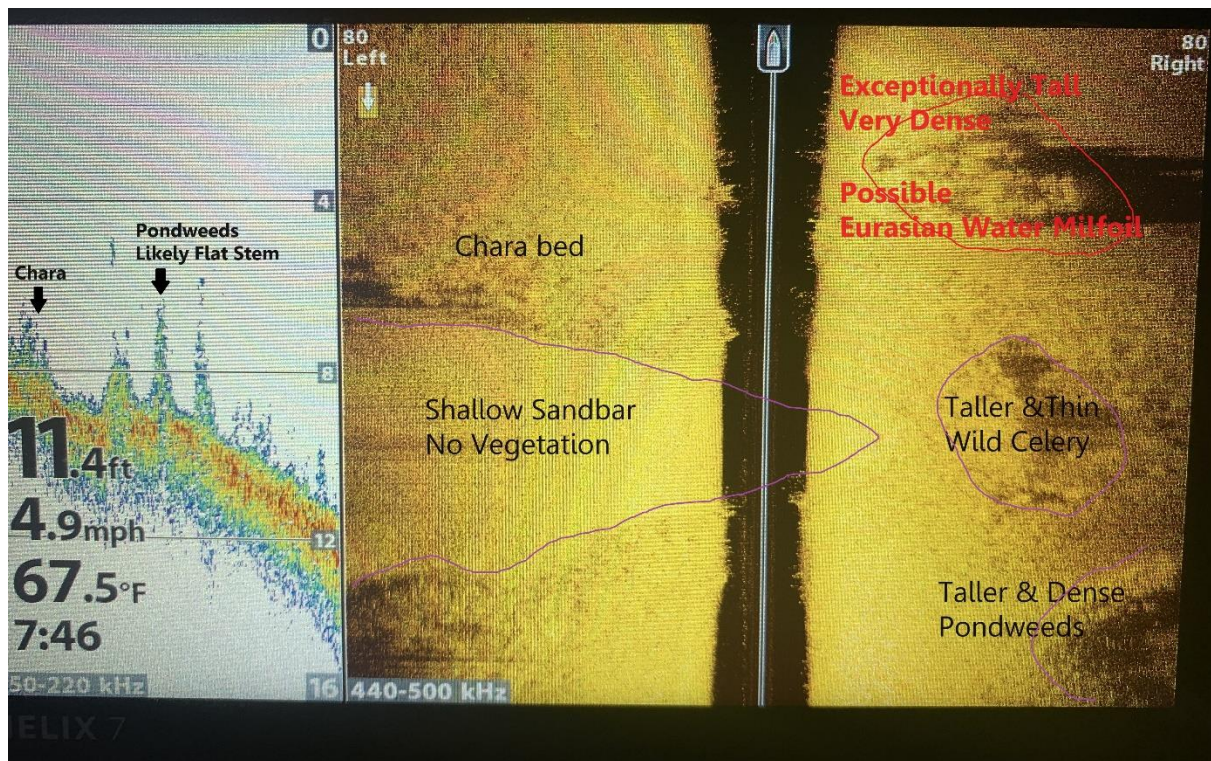 0
4
8
12
16
Pondweeds
Likely Flat Stem
Chara
11.4ft
4.9mph
67.5°F
7:46
50-220 kHz
80
Left
Chara bed
Shallow Sandbar
No Vegetation
440-500 kHz
80
Right
Exceptionally Tall
Very Dense
Possible
Eurasian Water Milfoil
Taller &Thin
Wild Celery
Taller & Dense
Pondweeds
HELIX 7